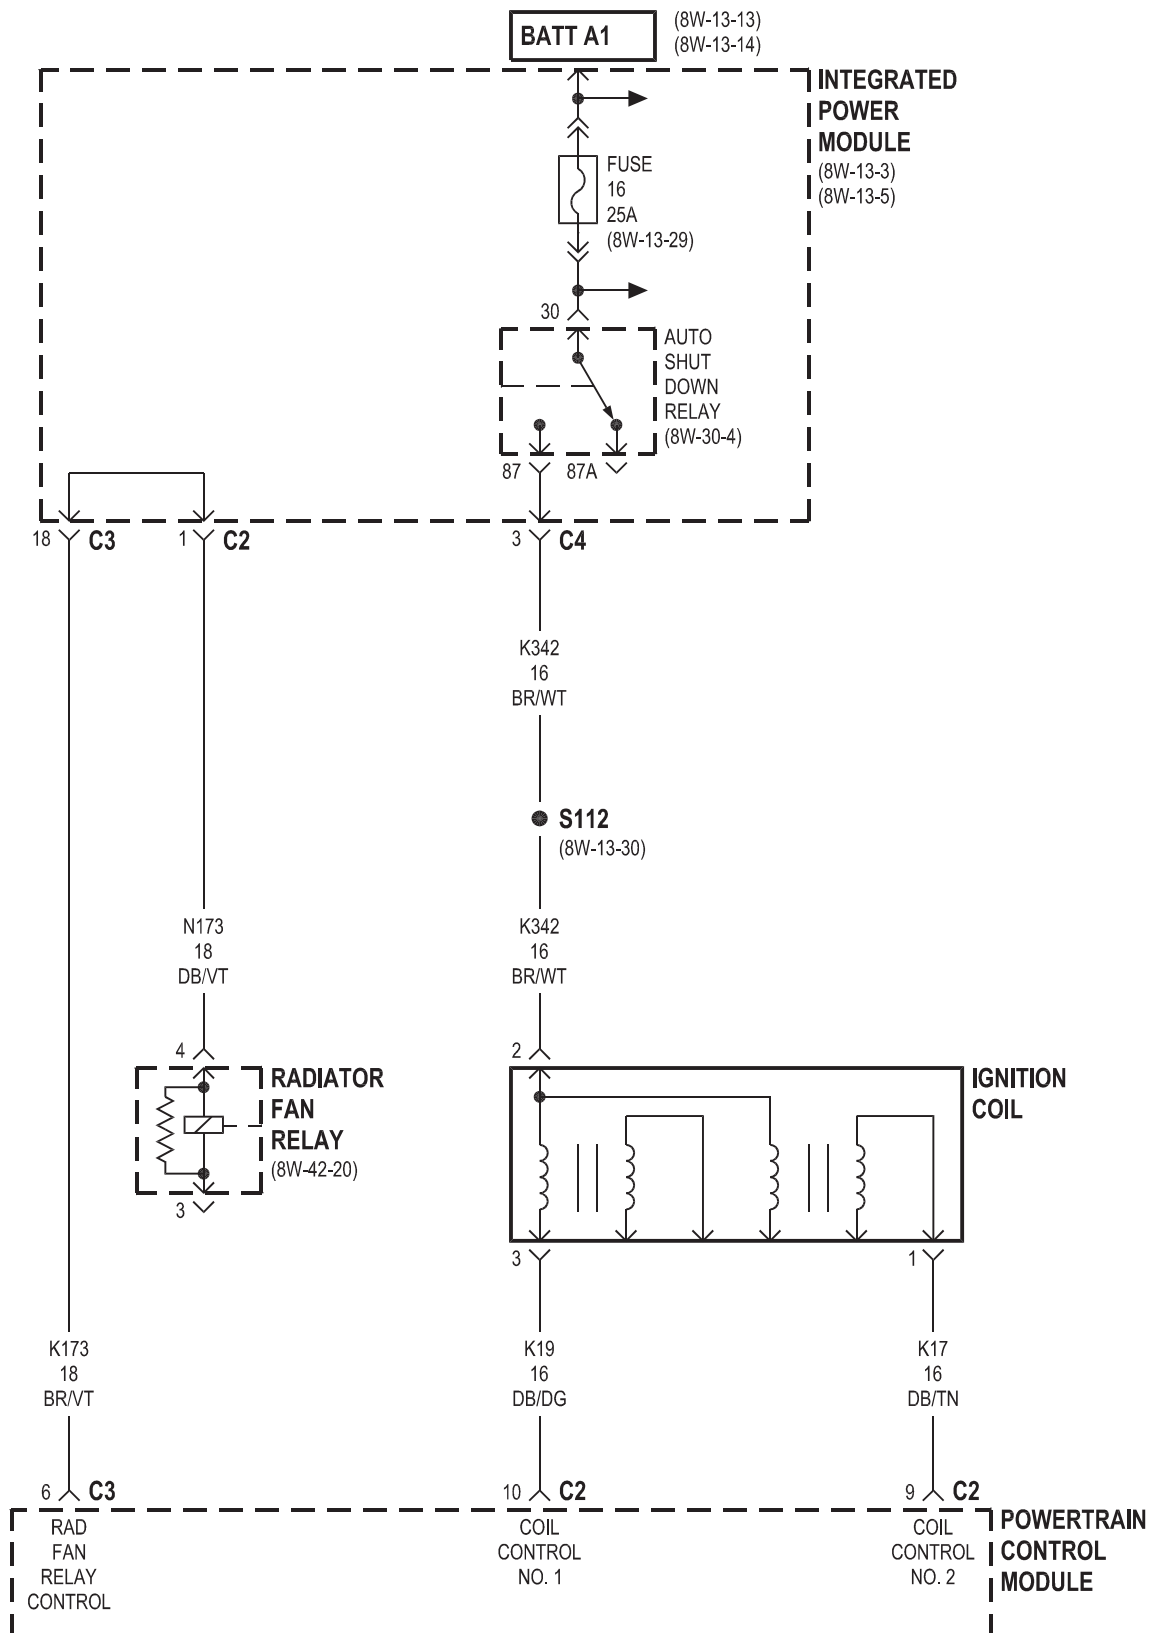 BATT A1
(8W-13-13)
(8W-13-14)
INTEGRATED
POWER
MODULE
(8W-13-3)
(8W-13-5)
FUSE
16
25A
(8W-13-29)
30
AUTO
SHUT
DOWN
RELAY
(8W-30-4)
87
87A
18
C3
1
C2
3
C4
K342
16
BR/WT
S112
(8W-13-30)
N173
18
DB/VT
K342
16
BR/WT
4
RADIATOR
FAN
RELAY
(8W-42-20)
3
2
IGNITION
COIL
3
1
K173
18
BR/VT
K19
16
DB/DG
K17
16
DB/TN
6
C3
10
C2
9
C2
RAD
FAN
RELAY
CONTROL
COIL
CONTROL
NO. 1
COIL
CONTROL
NO. 2
POWERTRAIN
CONTROL
MODULE